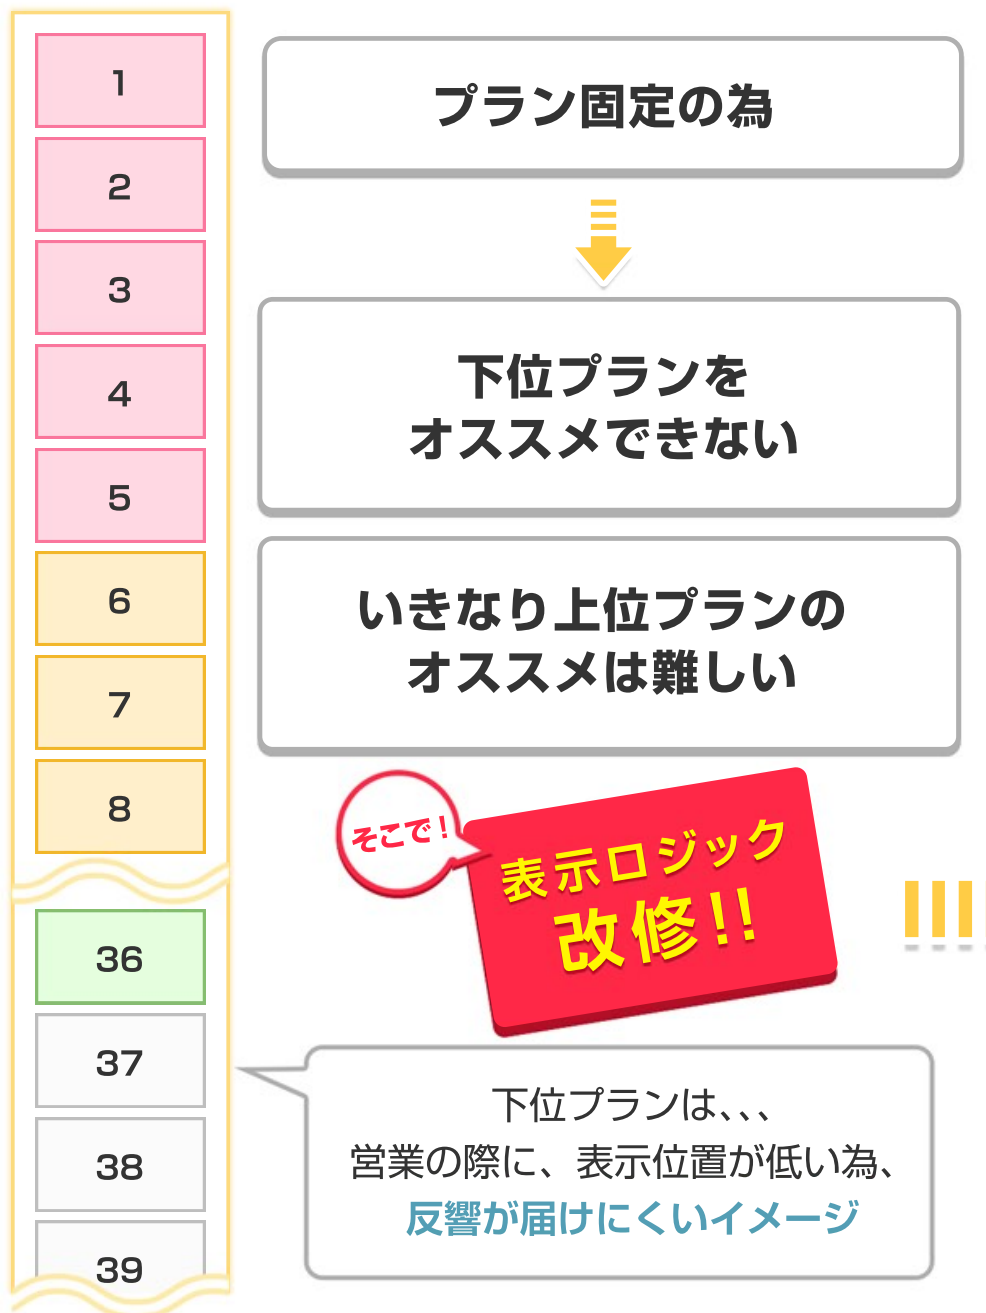 1
2
3
4
5
6
7
8
36
37
38
39
プラン固定の為
下位プランを
オススメできない
いきなり上位プランの
オススメは難しい
そこで！
表示ロジック
改修!!
下位プランは、、、
営業の際に、表示位置が低い為、
反響が届けにくいイメージ